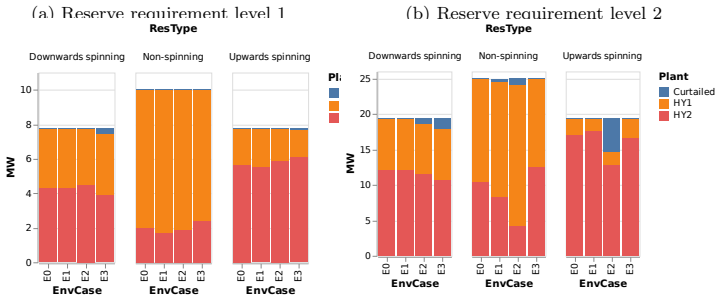 (a) Reserve requirement level 1
ResType
Downwards spinning Non-spinning Upwards spinning
10
8
6
4
2
0
MW
E0 E1 E2 E3 E0 E1 E2 E3 E0 E1 E2 E3
EnvCase EnvCase EnvCase
(b) Reserve requirement level 2
ResType
Downwards spinning Non-spinning Upwards spinning
25
20
15
10
5
0
MW
E0 E1 E2 E3 E0 E1 E2 E3 E0 E1 E2 E3
EnvCase EnvCase EnvCase
Plant
Curtailed
HY1
HY2